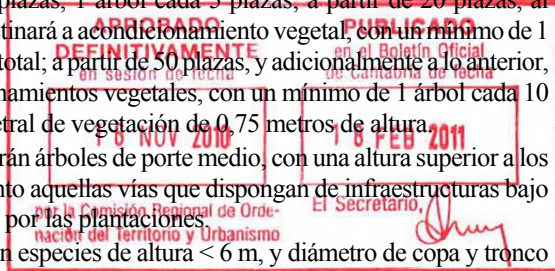 plazas, 1 árbol cada 5 plazas, a partir de 20 plazas, al
APROBADO DEFINITIVAMENTE
en sesión de fecha
16 NOV 2010
por la Comisión Regional de Orde-
nación del Territorio y Urbanismo
PUBLICADO
en el Boletín Oficial
de Cantabria de fecha
16 FEB 2011
El Secretario,
tinará a acondicionamiento vegetal, con un mínimo de 1
total; a partir de 50 plazas, y adicionalmente a lo anterior,
namientos vegetales, con un mínimo de 1 árbol cada 10
etral de vegetación de 0,75 metros de altura.
rán árboles de porte medio, con una altura superior a los
nto aquellas vías que dispongan de infraestructuras bajo
por las plantaciones.
n especies de altura < 6 m, y diámetro de copa y tronco